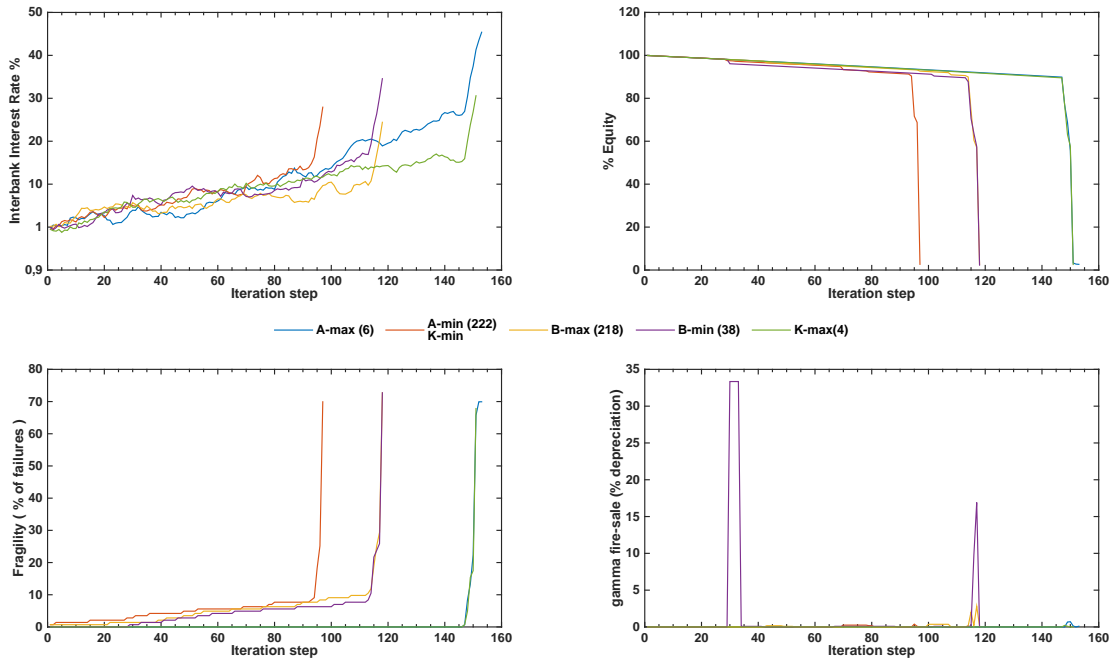 Interbank Interest Rate %
50
40
30
20
10
1
0,9
0 20 40 60 80 100 120 140 160
Iteration step
% Equity
120
100
80
60
40
20
0
0 20 40 60 80 100 120 140 160
Iteration step
A-max (6)
A-min (222)
K-min
B-max (218)
B-min (38)
K-max(4)
Fragility ( % of failures )
80
70
60
50
40
30
20
10
0
0 20 40 60 80 100 120 140 160
Iteration step
gamma fire-sale (% depreciation)
35
30
25
20
15
10
5
0
0 20 40 60 80 100 120 140 160
Iteration step